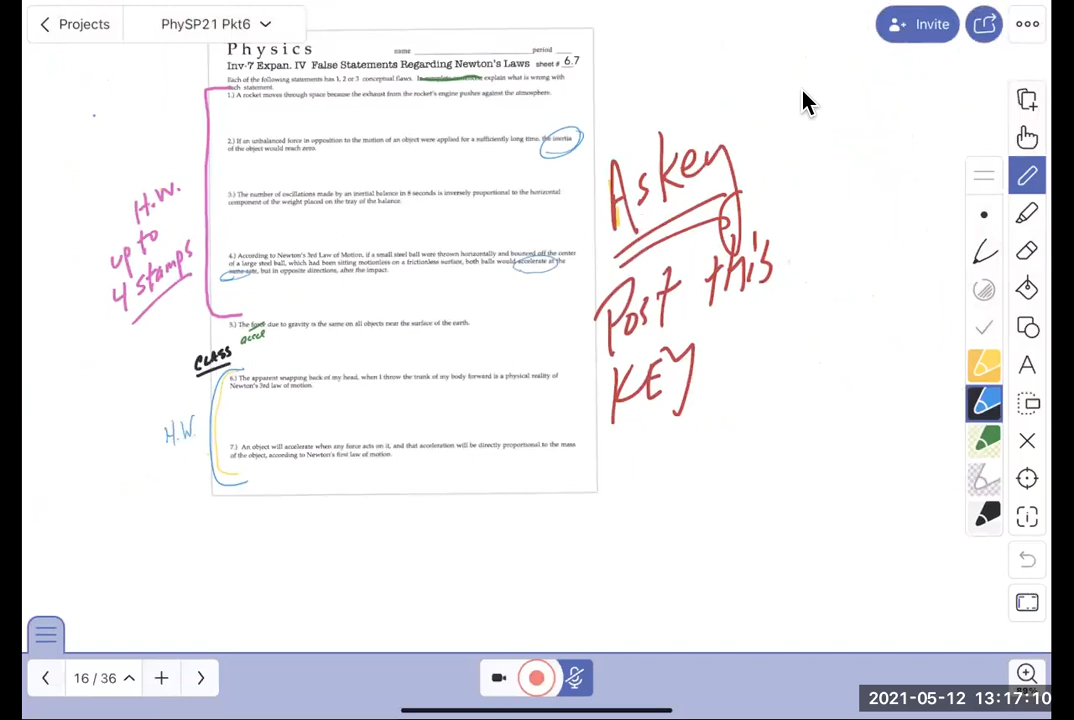 Projects
PhySP21 Pkt6
Invite
Physics
name
period
Inv-7 Expan. IV False Statements Regarding Newton's Laws sheet # 6.7
Each of the following statements has 1, 2 or 3 conceptual flaws. In explain what is wrong with
each statement.
1.) A rocket moves through space because the exhaust from the rocket's engine pushes against the atmosphere.
2.) If an unbalanced force in opposition to the motion of an object were applied for a sufficiently long time, the inertia
of the object would reach zero.
3.) The number of oscillations made by an inertial balance in 8 seconds is inversely proportional to the horizontal
component of the weight placed on the tray of the balance.
4.) According to Newton's 3rd Law of Motion, if a small steel ball were thrown horizontally and bounced off the center
of a large steel ball, which had been sitting motionless on a frictionless surface, both balls would accelerate at the
same rate, but in opposite directions, after the impact.
5.) The force due to gravity is the same on all objects near the surface of the earth.
accel
6.) The apparent snapping back of my head, when I throw the trunk of my body forward is a physical reality of
Newton's 3rd law of motion.
7.) An object will accelerate when any force acts on it, and that acceleration will be directly proportional to the mass
of the object, according to Newton's first law of motion.
H.W.
up to
4 stamps
CLASS
H.W.
Askey
Post this
KEY
A
16 / 36
2021-05-12 13:17:10